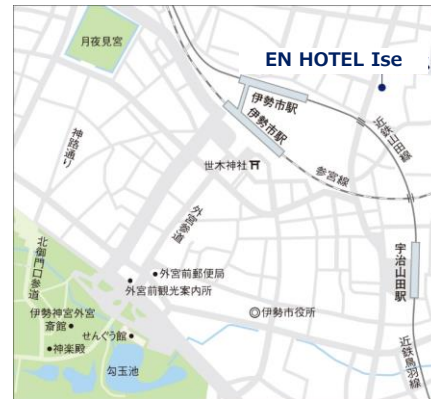 月夜見宮
EN HOTEL Ise
伊勢市駅
伊勢市駅
近鉄山田線
神路通り
世木神社
参宮線
外宮参道
北御門口参道
宇治山田駅
外宮前郵便局
外宮前観光案内所
伊勢神宮外宮
斎館
せんぐう館
神楽殿
伊勢市役所
勾玉池
近鉄鳥羽線